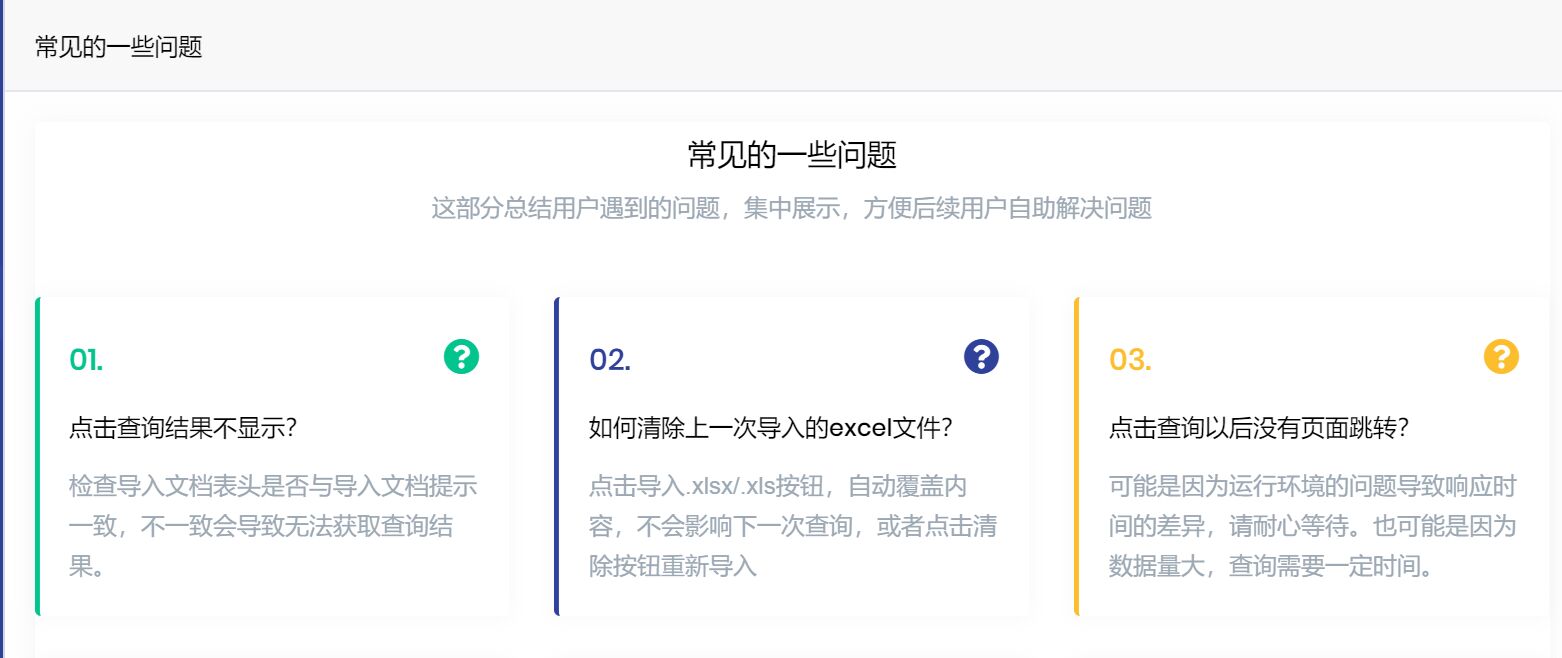 常见的一些问题
常见的一些问题
这部分总结用户遇到的问题，集中展示，方便后续用户自助解决问题
01.
点击查询结果不显示？
检查导入文档表头是否与导入文档提示
一致，不一致会导致无法获取查询结
果。
02.
如何清除上一次导入的excel文件？
点击导入.xlsx/.xls按钮，自动覆盖内
容，不会影响下一次查询，或者点击清
除按钮重新导入
03.
点击查询以后没有页面跳转？
可能是因为运行环境的问题导致响应时
间的差异，请耐心等待。也可能是因为
数据量大，查询需要一定时间。